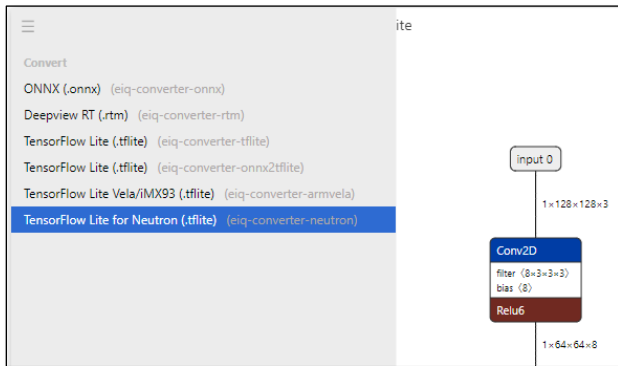 ite
Convert
ONNX (.onnx) (eiq-converter-onnx)
Deepview RT (.rtm) (eiq-converter-rtm)
TensorFlow Lite (.tflite) (eiq-converter-tflite)
TensorFlow Lite (.tflite) (eiq-converter-onnx2tflite)
TensorFlow Lite Vela/iMX93 (.tflite) (eiq-converter-armvela)
TensorFlow Lite for Neutron (.tflite) (eiq-converter-neutron)
input 0
1×128×128×3
Conv2D
filter ⟨8×3×3×3⟩
bias ⟨8⟩
Relu6
1×64×64×8